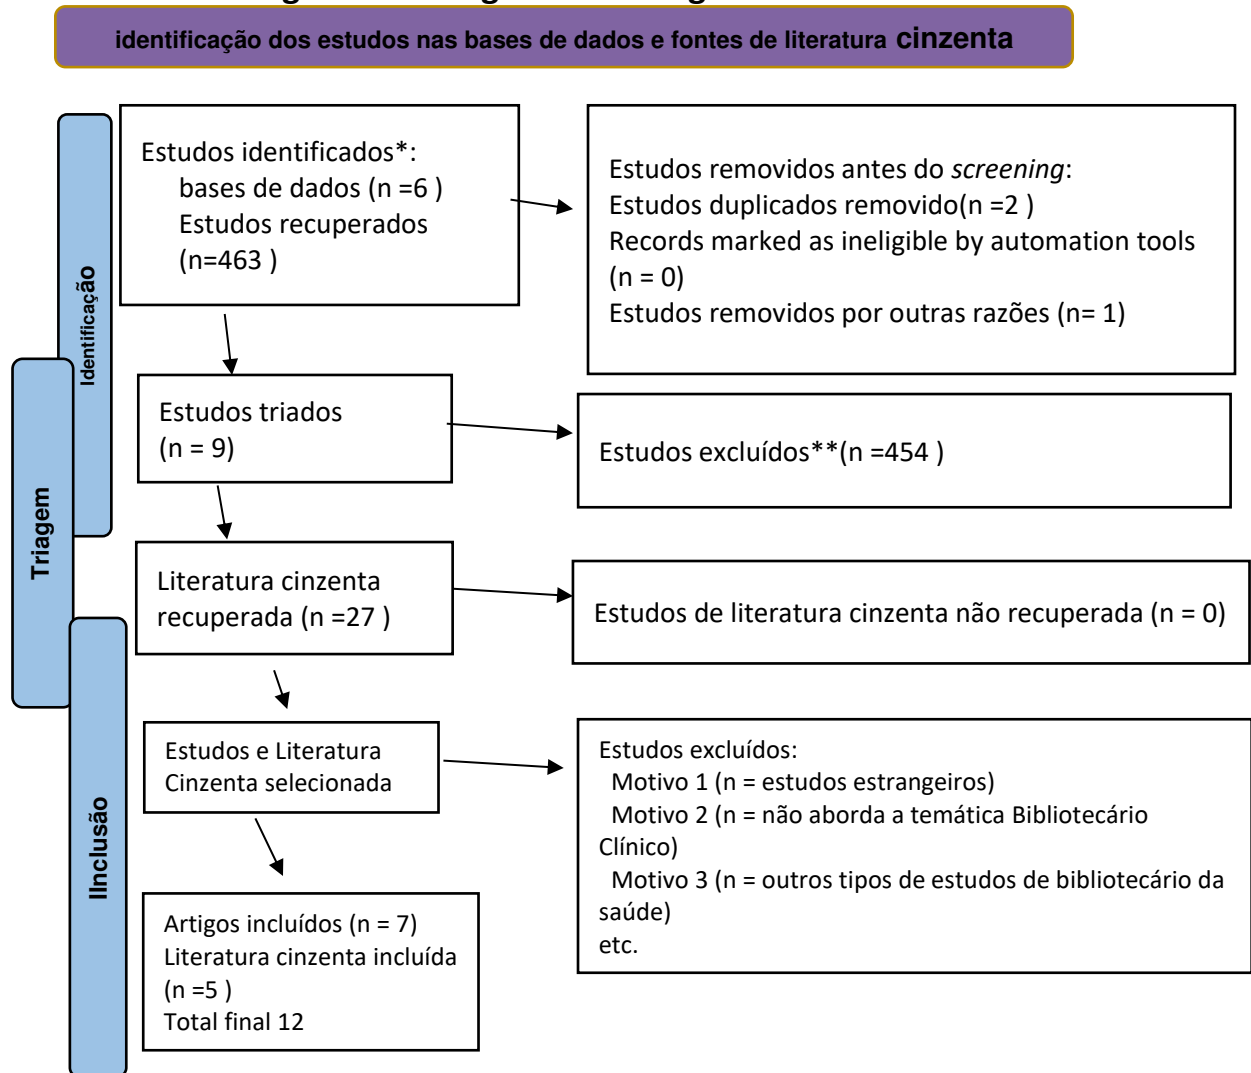 identificação dos estudos nas bases de dados e fontes de literatura cinzenta
Identificação
Estudos identificados*:
bases de dados (n =6 )
Estudos recuperados
(n=463 )
Estudos removidos antes do screening:
Estudos duplicados removido(n =2 )
Records marked as ineligible by automation tools
(n = 0)
Estudos removidos por outras razões (n= 1)
Triagem
Estudos triados
(n = 9)
Estudos excluídos**(n =454 )
Literatura cinzenta
recuperada (n =27 )
Estudos de literatura cinzenta não recuperada (n = 0)
IInclusão
Estudos e Literatura
Cinzenta selecionada
Estudos excluídos:
Motivo 1 (n = estudos estrangeiros)
Motivo 2 (n = não aborda a temática Bibliotecário
Clínico)
Motivo 3 (n = outros tipos de estudos de bibliotecário da
saúde)
etc.
Artigos incluídos (n = 7)
Literatura cinzenta incluída
(n =5 )
Total final 12